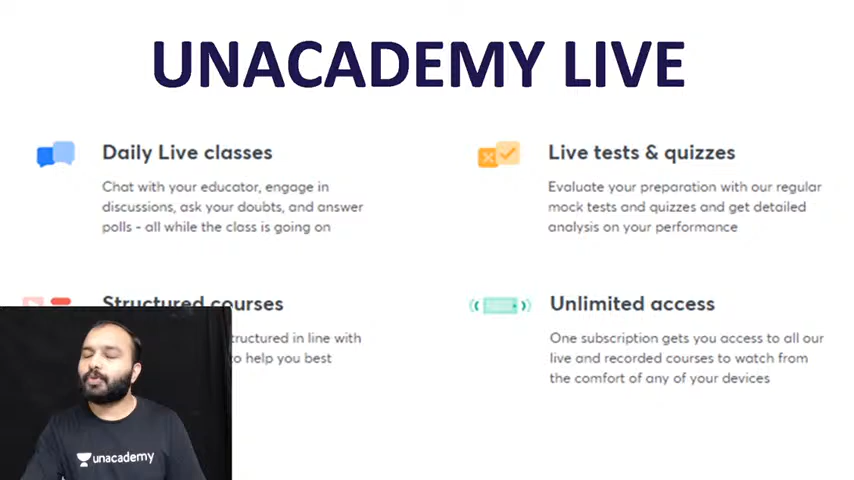 UNACADEMY LIVE
Daily Live classes
Chat with your educator, engage in
discussions, ask your doubts, and answer
polls - all while the class is going on
Live tests & quizzes
Evaluate your preparation with our regular
mock tests and quizzes and get detailed
analysis on your performance
Structured courses
tructured in line with
to help you best
Unlimited access
One subscription gets you access to all our
live and recorded courses to watch from
the comfort of any of your devices
unacademy